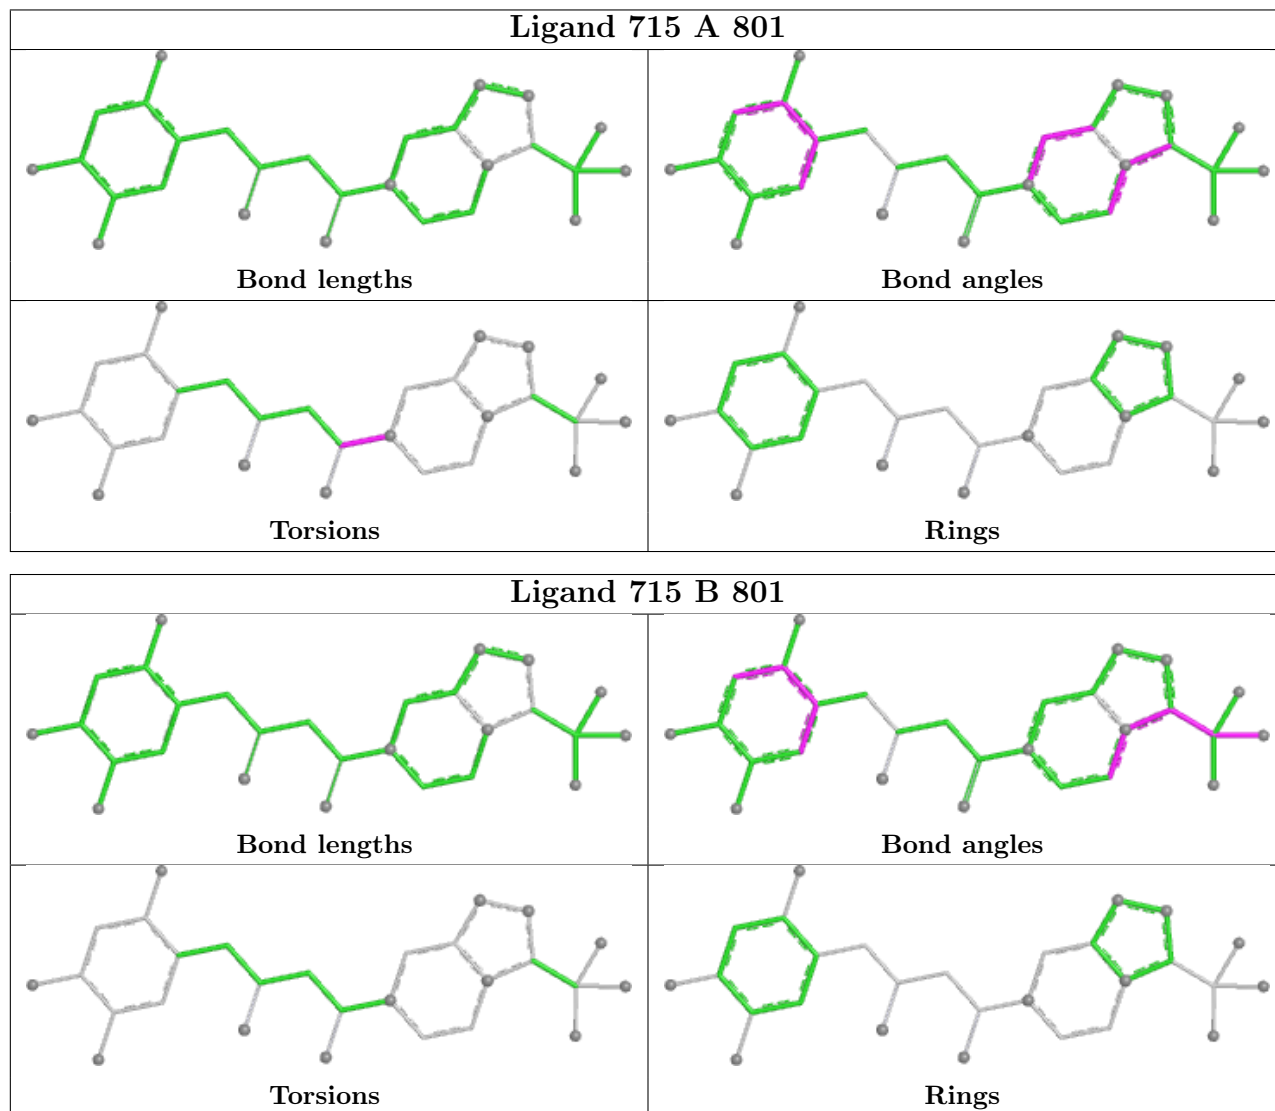 Ligand 715 A 801
Bond lengths
Bond angles
Torsions
Rings
Ligand 715 B 801
Bond lengths
Bond angles
Torsions
Rings